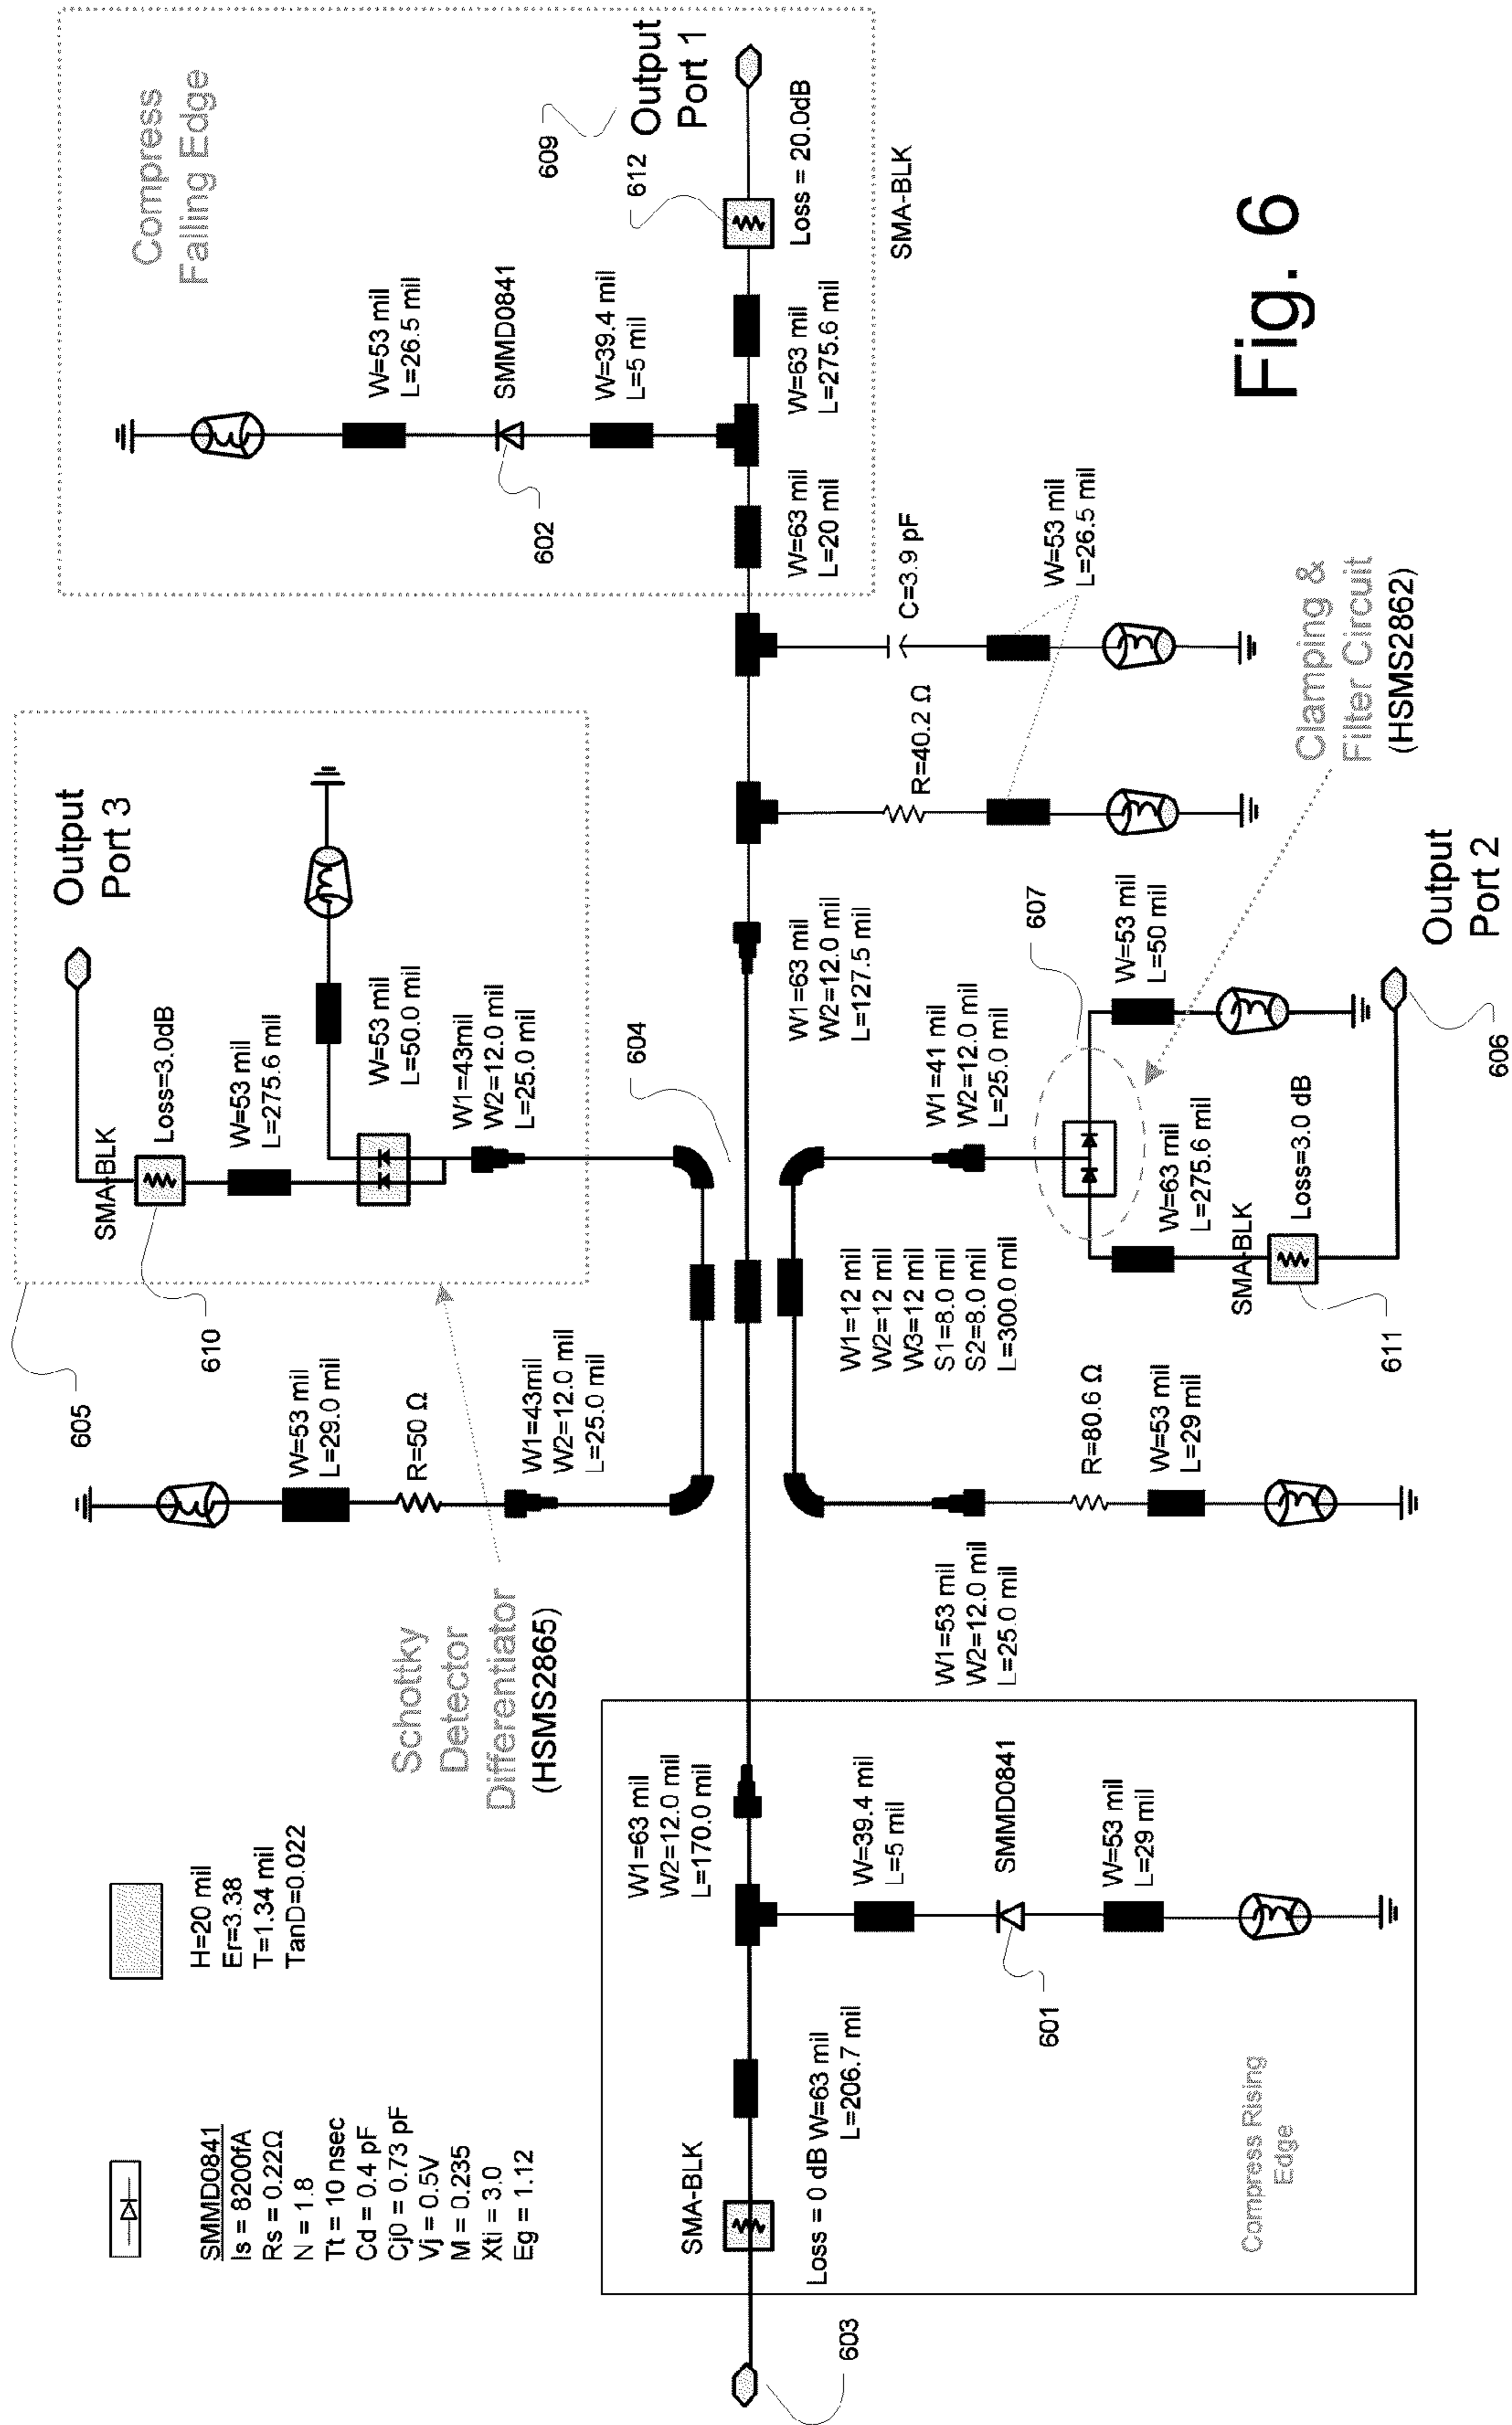 SMMD0841
Is = 8200fA
Rs = 0.22Ω
N = 1.8
Tt = 10 nsec
Cd = 0.4 pF
Cj0 = 0.73 pF
Vj = 0.5V
M = 0.235
Xti = 3.0
Eg = 1.12
H=20 mil
Er=3.38
T=1.34 mil
TanD=0.022
603
SMA-BLK
Loss = 0 dB W=63 mil
L=206.7 mil
Compress Rising
Edge
601
W1=63 mil
W2=12.0 mil
L=170.0 mil
W=39.4 mil
L=5 mil
SMMD0841
W=53 mil
L=29 mil
Schottky
Detector
Differentiator
(HSMS2865)
605
W=53 mil
L=29.0 mil
R=50 Ω
W1=43mil
W2=12.0 mil
L=25.0 mil
610
SMA-BLK
Loss=3.0dB
W=53 mil
L=275.6 mil
Output
Port 3
W=53 mil
L=50.0 mil
W1=43mil
W2=12.0 mil
L=25.0 mil
604
W1=53 mil
W2=12.0 mil
L=25.0 mil
R=80.6 Ω
W=53 mil
L=29 mil
W1=12 mil
W2=12 mil
W3=12 mil
S1=8.0 mil
S2=8.0 mil
L=300.0 mil
W1=41 mil
W2=12.0 mil
L=25.0 mil
607
W=63 mil
L=275.6 mil
SMA-BLK
Loss=3.0 dB
611
W=53 mil
L=50 mil
606
Output
Port 2
Clamping &
Filter Circuit
(HSMS2862)
W1=63 mil
W2=12.0 mil
L=127.5 mil
R=40.2 Ω
C=3.9 pF
W=53 mil
L=26.5 mil
Compress
Falling Edge
W=53 mil
L=26.5 mil
SMMD0841
602
W=39.4 mil
L=5 mil
W=63 mil
L=20 mil
W=63 mil
L=275.6 mil
612
609
Output
Port 1
Loss = 20.0dB
SMA-BLK
Fig. 6